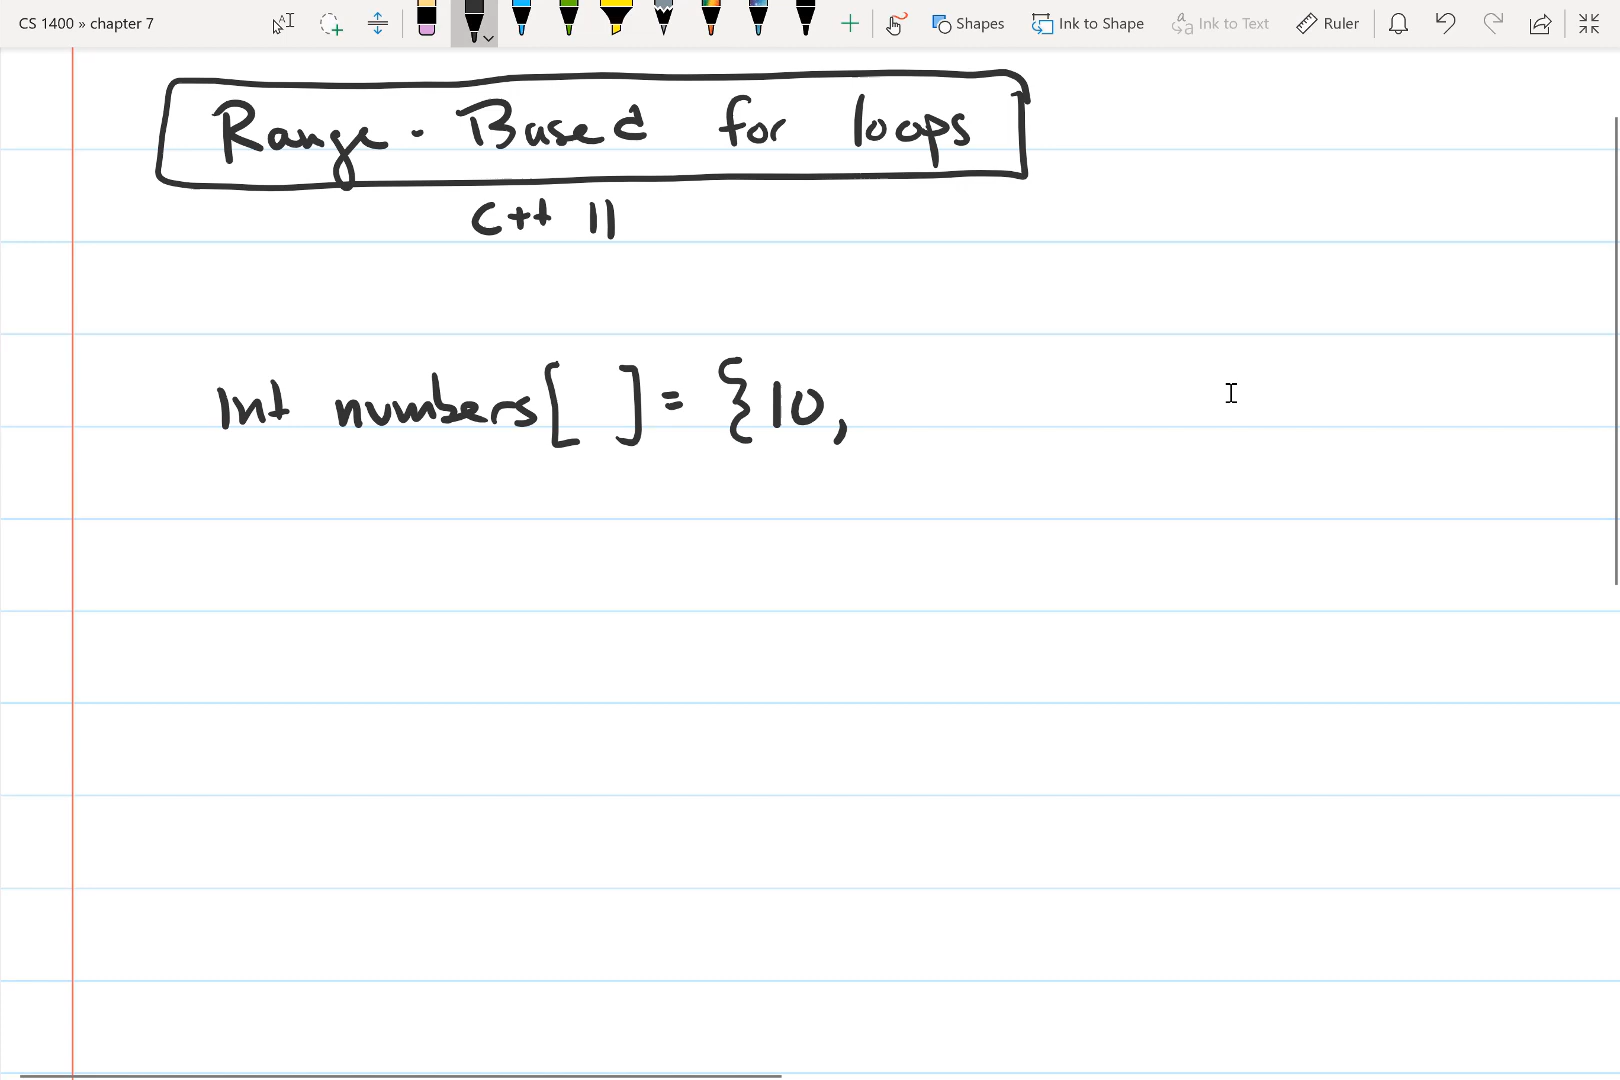 CS 1400 » chapter 7
Shapes
Ink to Shape
Ink to Text
Ruler
Range-Based for loops
C++ 11
Int numbers[ ] = {10,